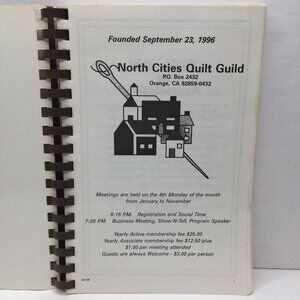 Founded September 23, 1996
North Cities Quilt Guild
P.O. Box 2432
Orange, CA 92859-0432
Meetings are held on the 4th Monday of the month
from January to November
6:15 P.M. Registration and Social Time
7:00 P.M. Business Meeting, Show-N-Tell, Program Speaker
Yearly Active membership fee $25.00
Yearly Associate membership fee $12.50 plus
$1.00 per meeting attended
Guests are always Welcome - $3.00 per person